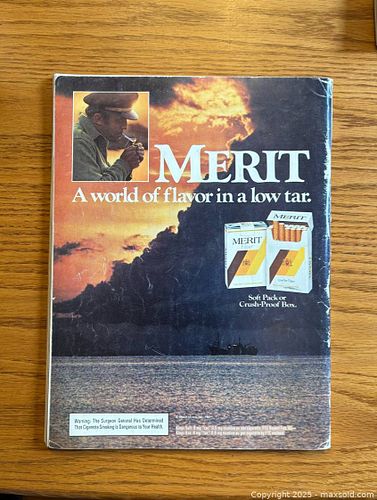 MERIT
A world of flavor in a low tar.
MERIT
MERIT
Soft Pack or
Crush-Proof Box.
Warning: The Surgeon General Has Determined
That Cigarette Smoking Is Dangerous to Your Health.
Copyright 2025 - maxsold.com